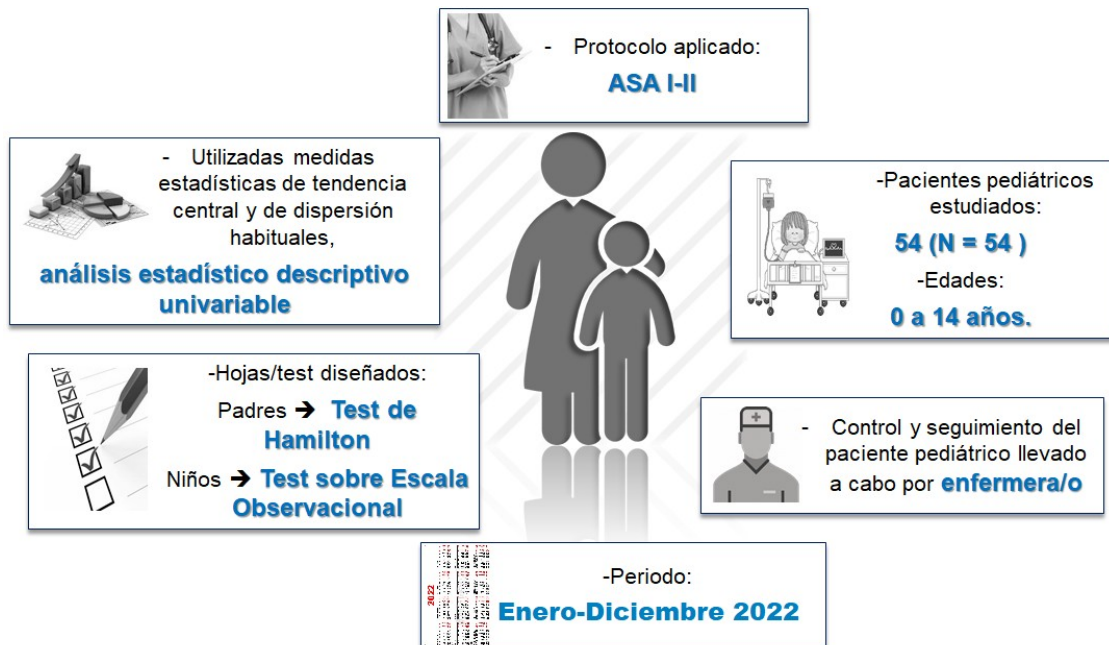 - Protocolo aplicado:
ASA I-II
- Utilizadas medidas
estadísticas de tendencia
central y de dispersión
habituales,
análisis estadístico descriptivo
univariable
-Pacientes pediátricos
estudiados:
54 (N = 54 )
-Edades:
0 a 14 años.
-Hojas/test diseñados:
Padres ➔ Test de
Hamilton
Niños ➔ Test sobre Escala
Observacional
- Control y seguimiento del
paciente pediátrico llevado
a cabo por enfermera/o
2022
-Periodo:
Enero-Diciembre 2022